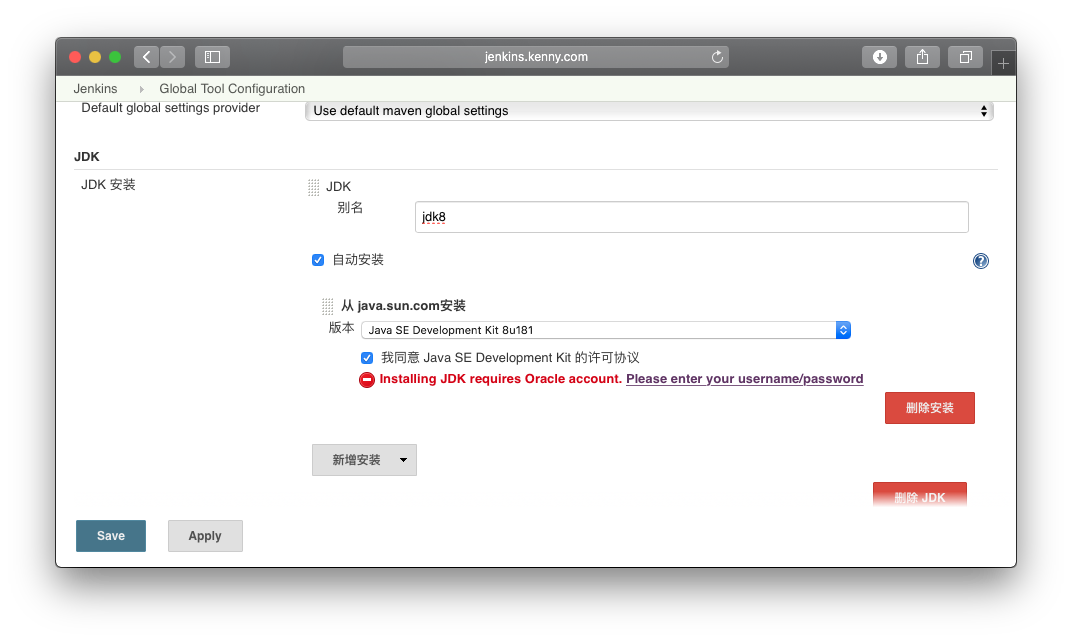 jenkins.kenny.com
Jenkins Global Tool Configuration
Default global settings provider Use default maven global settings
JDK
JDK 安装 JDK
别名 jdk8
自动安装
从 java.sun.com安装
版本 Java SE Development Kit 8u181
我同意 Java SE Development Kit 的许可协议
Installing JDK requires Oracle account. Please enter your username/password
删除安装
新增安装
删除 JDK
Save Apply